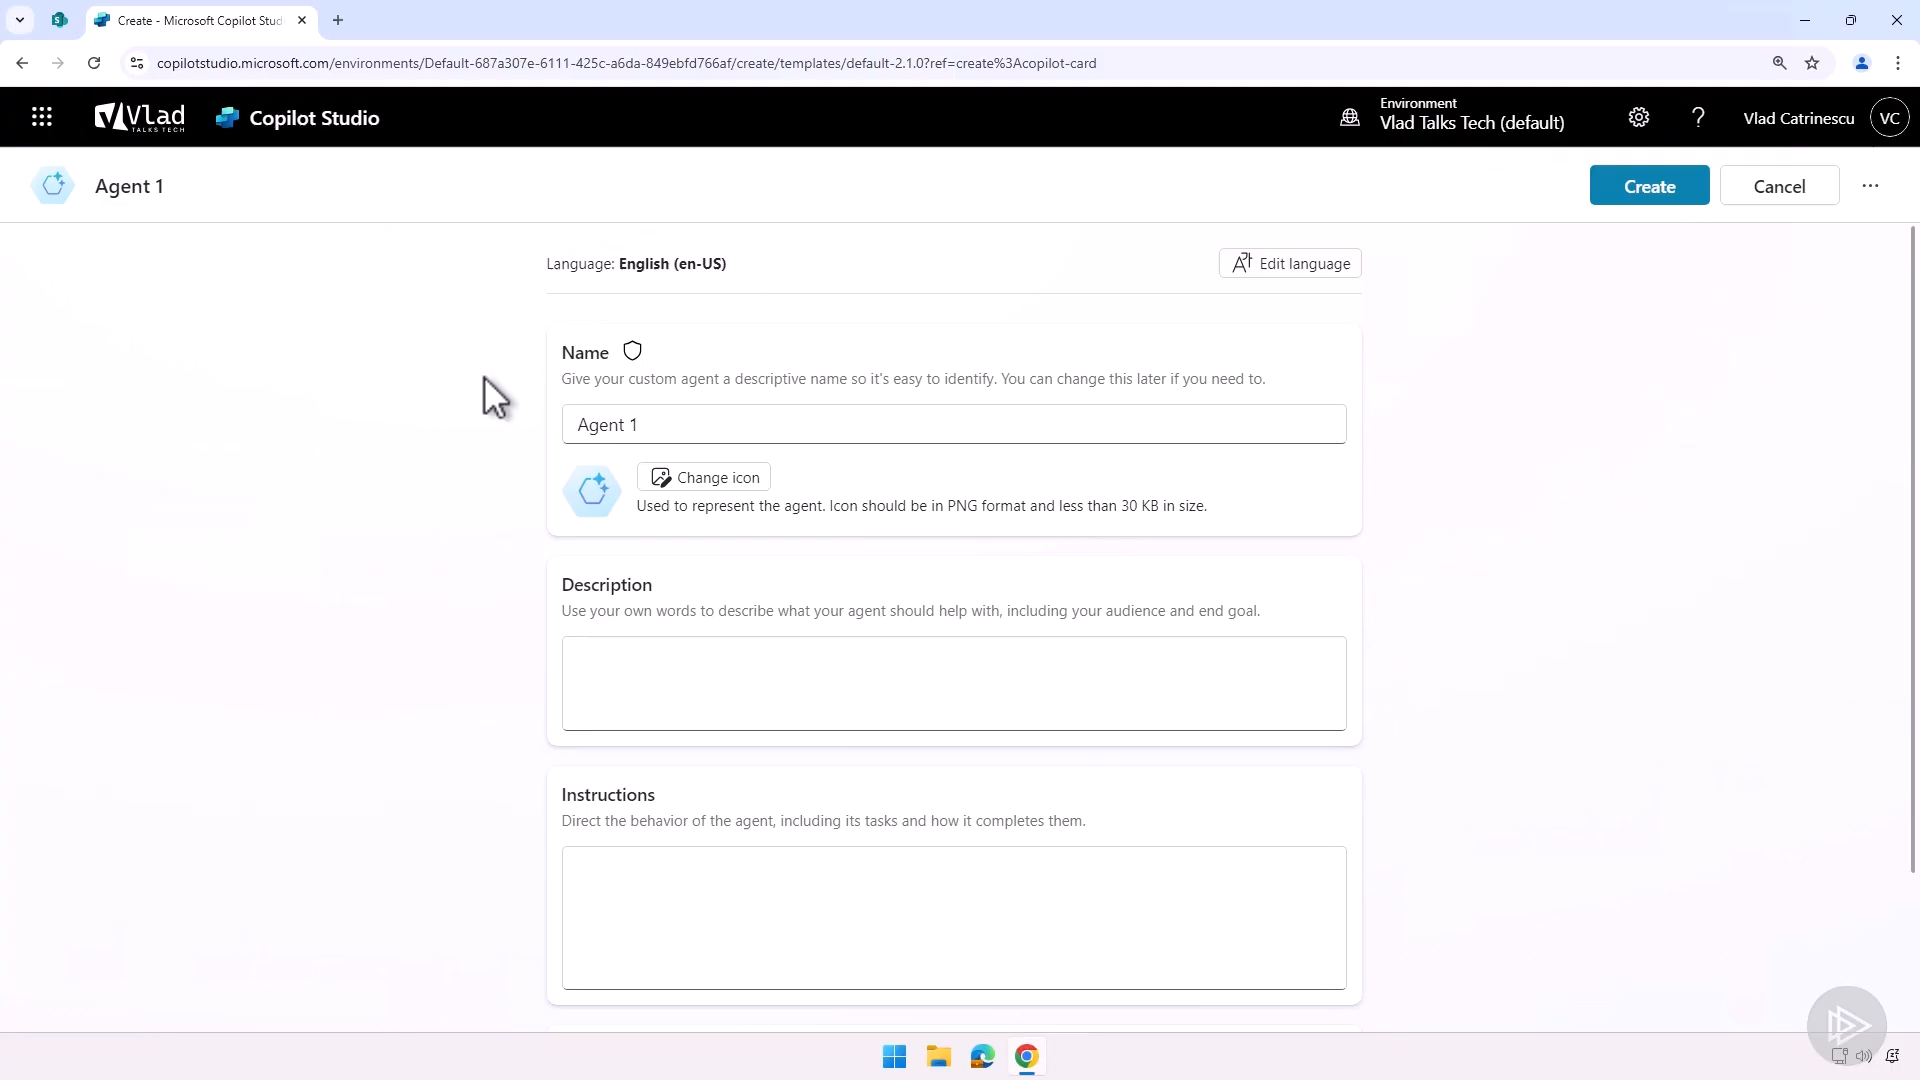 Create - Microsoft Copilot Stud
copilotstudio.microsoft.com/environments/Default-687a307e-6111-425c-a6da-849ebfd766af/create/templates/default-2.1.0?ref=create%3Acopilot-card
Vlad
TALKS TECH
Copilot Studio
Environment
Vlad Talks Tech (default)
Vlad Catrinescu
VC
Agent 1
Create
Cancel
Language: English (en-US)
Edit language
Name
Give your custom agent a descriptive name so it's easy to identify. You can change this later if you need to.
Agent 1
Change icon
Used to represent the agent. Icon should be in PNG format and less than 30 KB in size.
Description
Use your own words to describe what your agent should help with, including your audience and end goal.
Instructions
Direct the behavior of the agent, including its tasks and how it completes them.